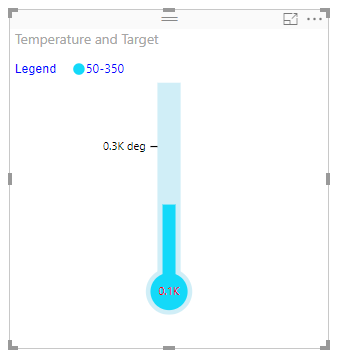 Temperature and Target
Legend 50-350
0.3K deg
0.1K